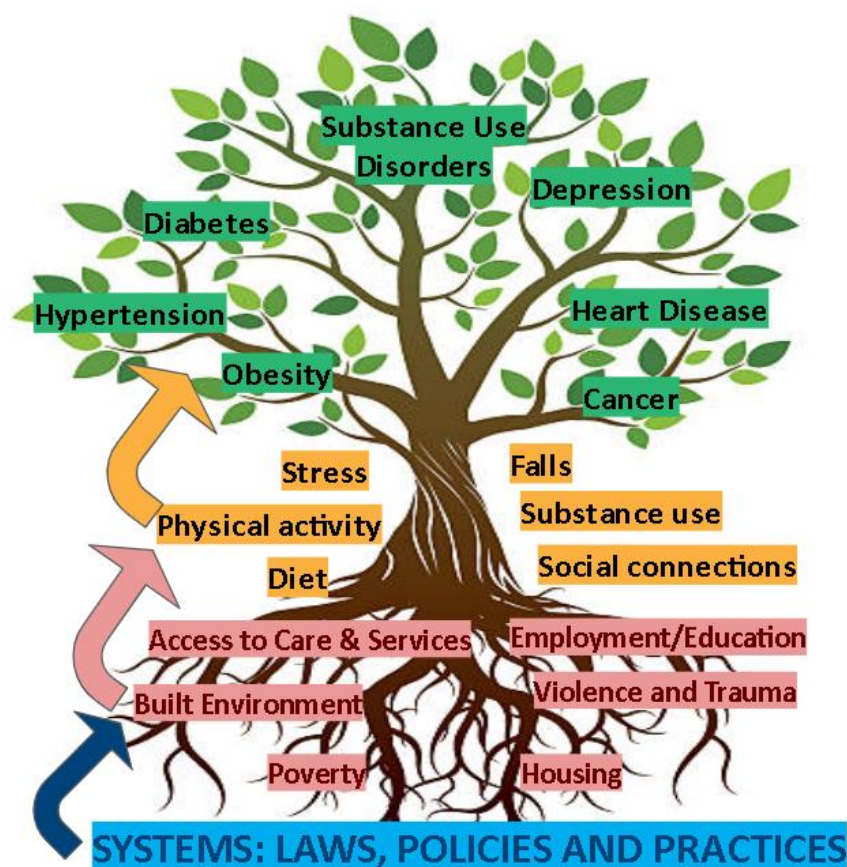 Substance Use
Disorders
Depression
Diabetes
Hypertension
Heart Disease
Obesity
Cancer
Stress
Falls
Physical activity
Substance use
Diet
Social connections
Access to Care & Services
Employment/Education
Built Environment
Violence and Trauma
Poverty
Housing
SYSTEMS: LAWS, POLICIES AND PRACTICES